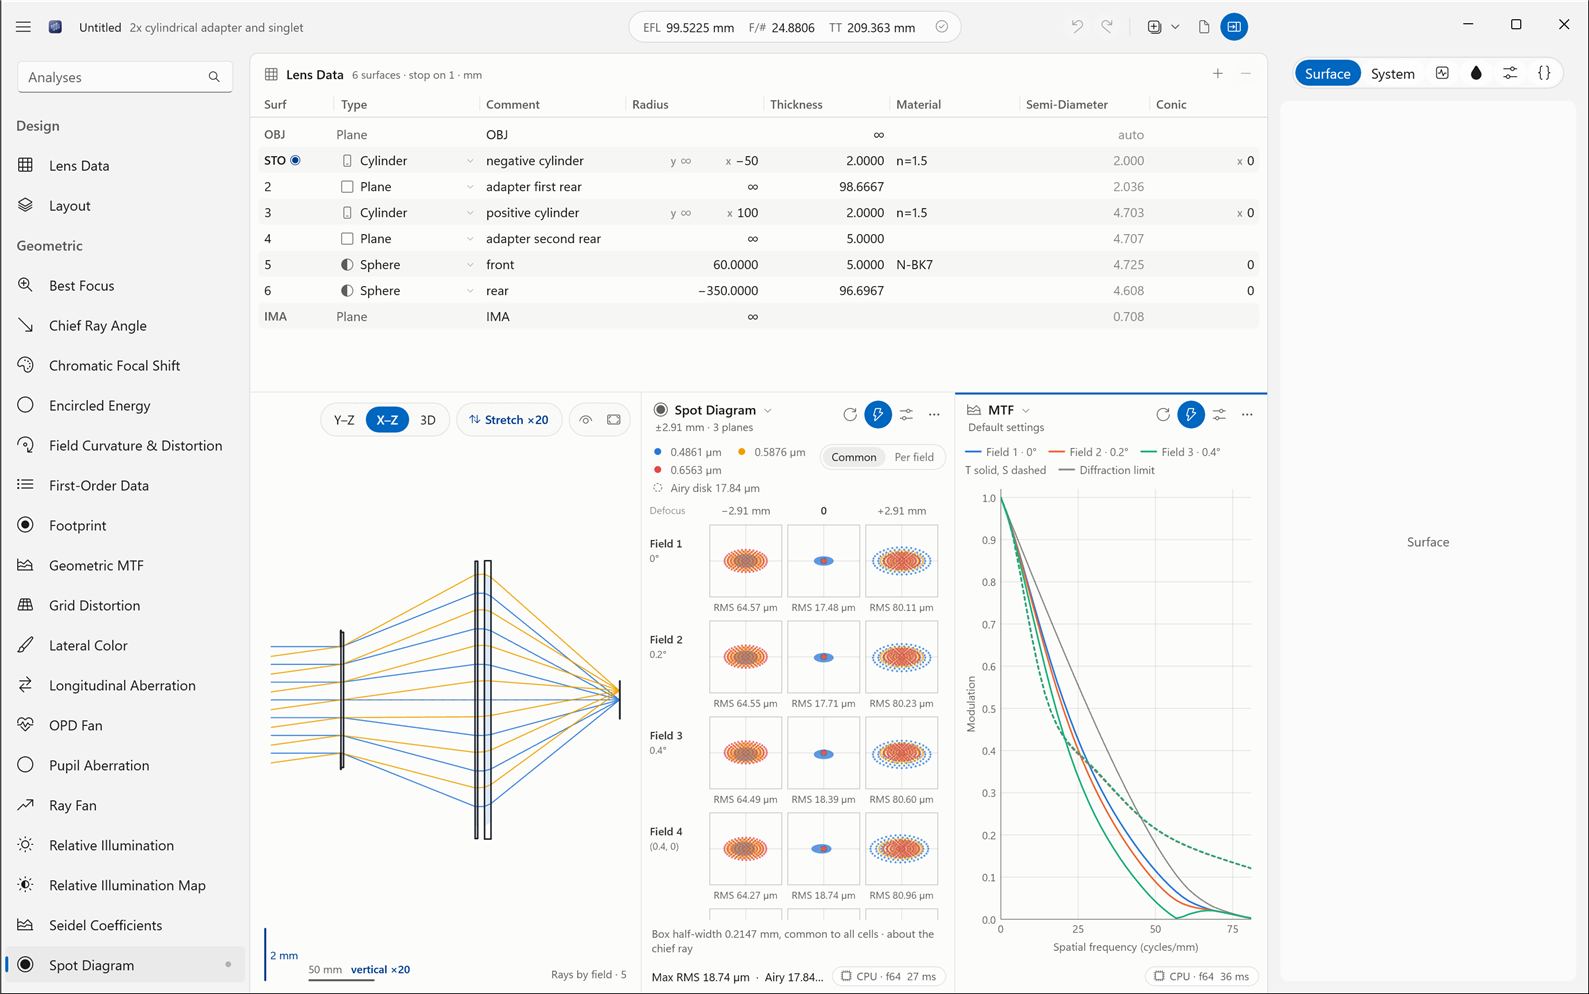 Untitled 2x cylindrical adapter and singlet
EFL 99.5225 mm F/# 24.8806 TT 209.363 mm
Analyses
Design
Lens Data
Layout
Geometric
Best Focus
Chief Ray Angle
Chromatic Focal Shift
Encircled Energy
Field Curvature & Distortion
First-Order Data
Footprint
Geometric MTF
Grid Distortion
Lateral Color
Longitudinal Aberration
OPD Fan
Pupil Aberration
Ray Fan
Relative Illumination
Relative Illumination Map
Seidel Coefficients
Spot Diagram
Lens Data 6 surfaces · stop on 1 · mm
Surf Type Comment Radius Thickness Material Semi-Diameter Conic
OBJ Plane OBJ ∞ auto
STO Cylinder negative cylinder y ∞ x −50 2.0000 n=1.5 2.000 x 0
2 Plane adapter first rear ∞ 98.6667 2.036
3 Cylinder positive cylinder y ∞ x 100 2.0000 n=1.5 4.703 x 0
4 Plane adapter second rear ∞ 5.0000 4.707
5 Sphere front 60.0000 5.0000 N-BK7 4.725 0
6 Sphere rear −350.0000 96.6967 4.608 0
IMA Plane IMA ∞ 0.708
Y–Z X–Z 3D Stretch ×20
2 mm
50 mm vertical ×20
Rays by field · 5
Spot Diagram
±2.91 mm · 3 planes
0.4861 µm 0.5876 µm
0.6563 µm
Airy disk 17.84 µm
Common Per field
Defocus −2.91 mm 0 +2.91 mm
Field 1
0°
RMS 64.57 µm RMS 17.48 µm RMS 80.11 µm
Field 2
0.2°
RMS 64.55 µm RMS 17.71 µm RMS 80.23 µm
Field 3
0.4°
RMS 64.49 µm RMS 18.39 µm RMS 80.60 µm
Field 4
(0.4, 0)
RMS 64.27 µm RMS 18.74 µm RMS 80.96 µm
Box half-width 0.2147 mm, common to all cells · about the
chief ray
Max RMS 18.74 µm · Airy 17.84... CPU · f64 27 ms
MTF
Default settings
Field 1 · 0° Field 2 · 0.2° Field 3 · 0.4°
T solid, S dashed Diffraction limit
1.0
0.9
0.8
0.7
0.6
0.5
0.4
0.3
0.2
0.1
0.0
Modulation
0 25 50 75
Spatial frequency (cycles/mm)
CPU · f64 36 ms
Surface System { }
Surface